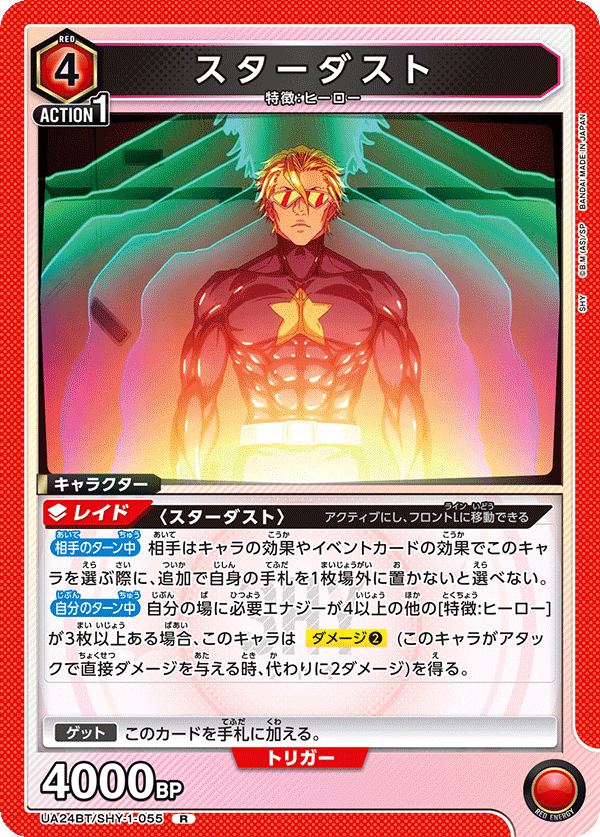 RED
4
ACTION1
スターダスト
特徴:ヒーロー
SHY ©B.M (AS)/SP BANDAI MADE IN JAPAN
キャラクター
レイド 〈スターダスト〉 アクティブにし、フロントLに移動できる
相手のターン中 相手はキャラの効果やイベントカードの効果でこのキャ
ラを選ぶ際に、追加で自身の手札を1枚場外に置かないと選べない。
自分のターン中 自分の場に必要エナジーが4以上の他の[特徴:ヒーロー]
が3枚以上ある場合、このキャラは ダメージ❷ (このキャラがアタッ
クで直接ダメージを与える時、代わりに2ダメージ)を得る。
ゲット このカードを手札に加える。
トリガー
4000BP
RED ENERGY
UA24BT/SHY-1-055 R